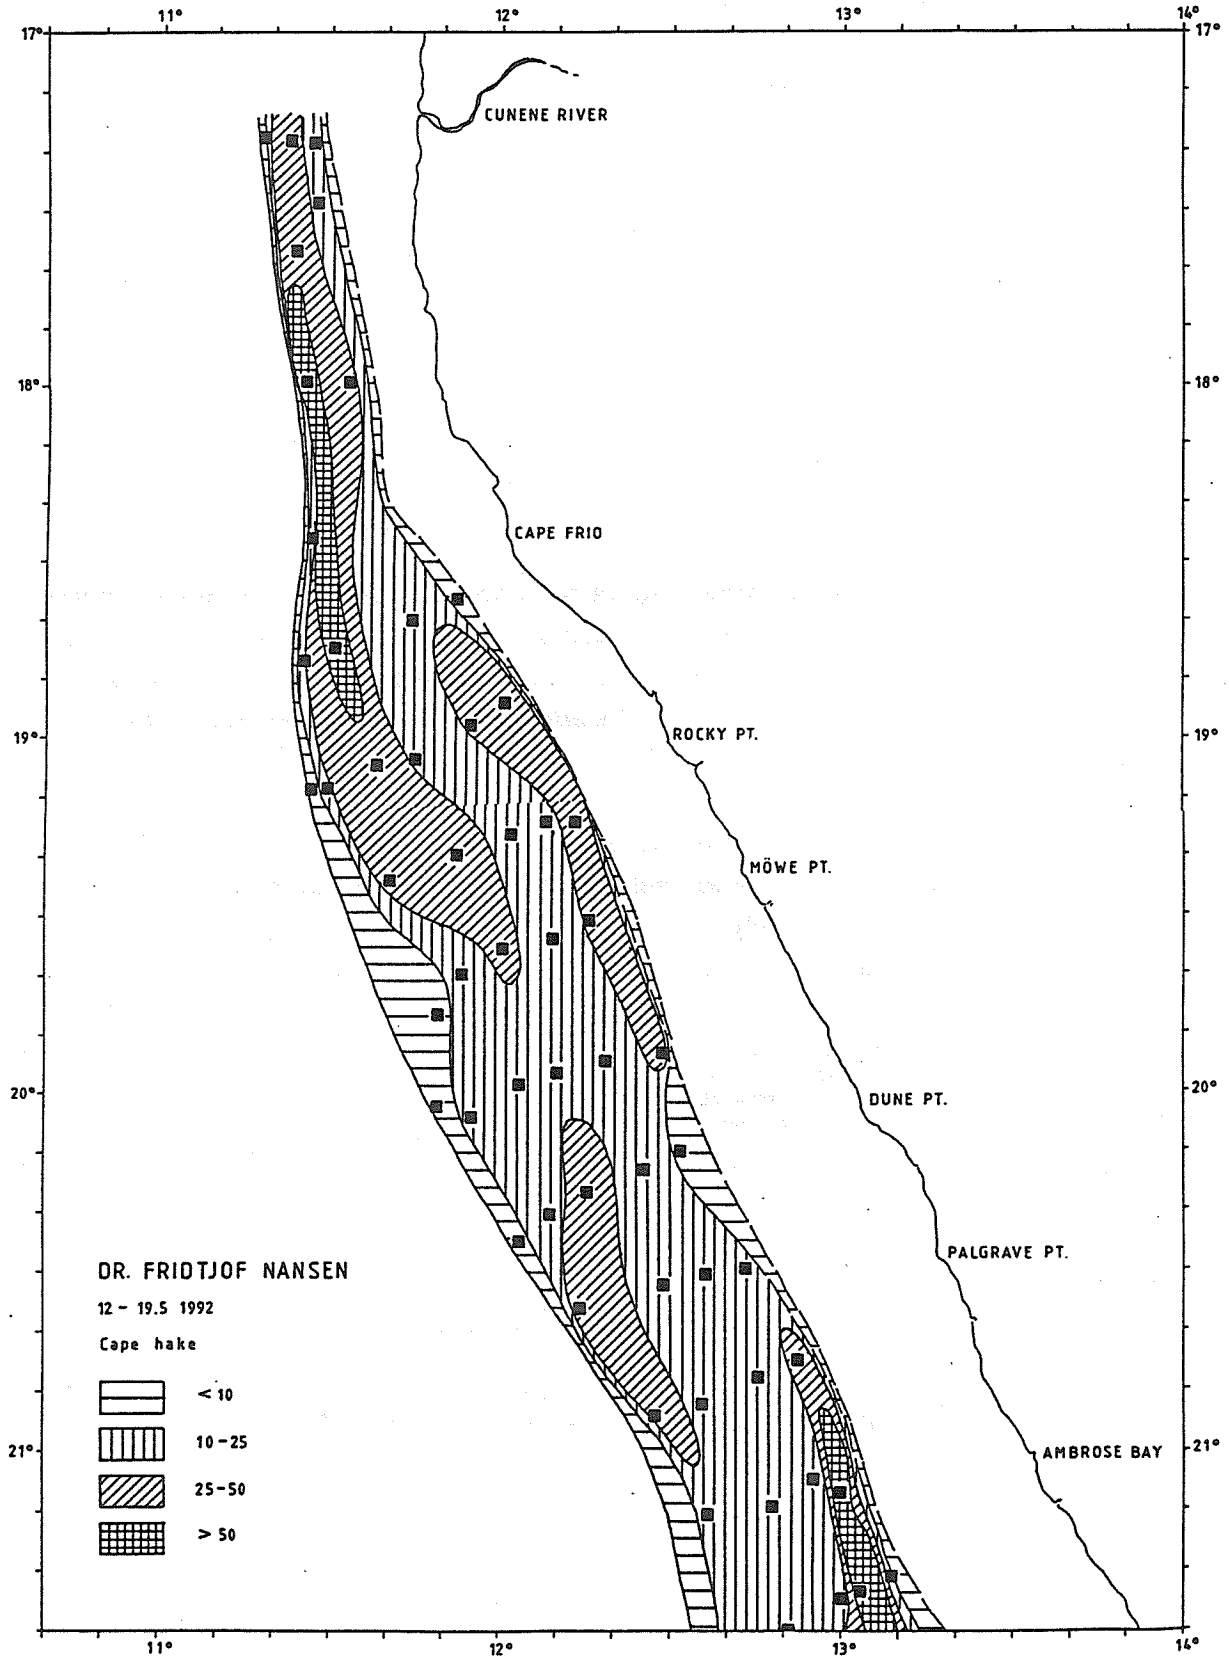 11° 12° 13° 14°
17° 17°
CUNENE RIVER
18° 18°
CAPE FRIO
19° 19°
ROCKY PT.
MÖWE PT.
20° 20°
DUNE PT.
PALGRAVE PT.
DR. FRIDTJOF NANSEN
12 - 19.5 1992
Cape hake
< 10
10-25
21° 21°
AMBROSE BAY
25-50
> 50
11° 12° 13° 14°